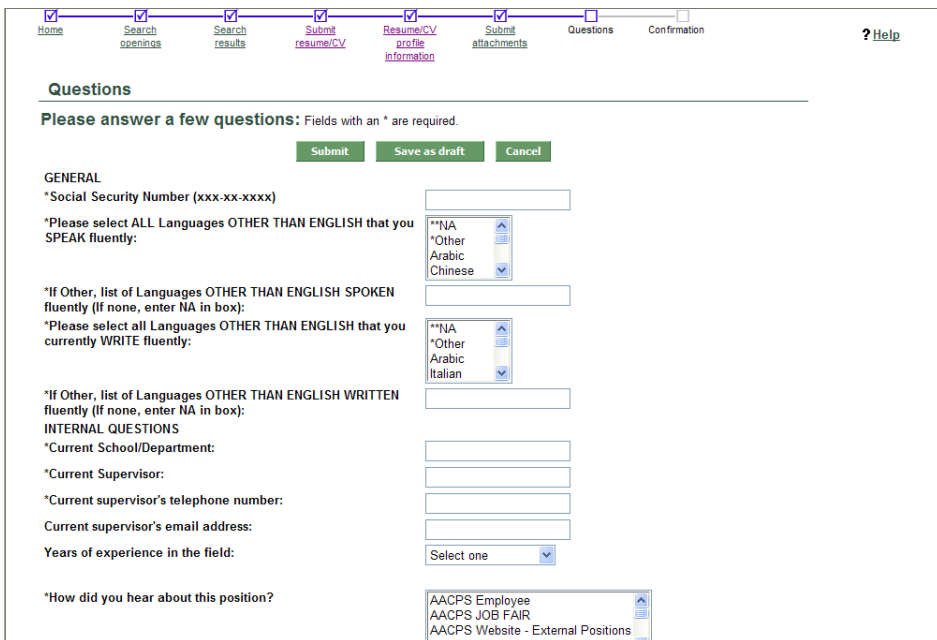 Home
Search openings
Search results
Submit resume/CV
Resume/CV profile information
Submit attachments
Questions
Confirmation
? Help
Questions
Please answer a few questions: Fields with an * are required.
Submit Save as draft Cancel
GENERAL
*Social Security Number (xxx-xx-xxxx)
*Please select ALL Languages OTHER THAN ENGLISH that you
SPEAK fluently:
**NA
*Other
Arabic
Chinese
*If Other, list of Languages OTHER THAN ENGLISH SPOKEN
fluently (If none, enter NA in box):
*Please select all Languages OTHER THAN ENGLISH that you
currently WRITE fluently:
**NA
*Other
Arabic
Italian
*If Other, list of Languages OTHER THAN ENGLISH WRITTEN
fluently (If none, enter NA in box):
INTERNAL QUESTIONS
*Current School/Department:
*Current Supervisor:
*Current supervisor's telephone number:
Current supervisor's email address:
Years of experience in the field:
Select one
*How did you hear about this position?
AACPS Employee
AACPS JOB FAIR
AACPS Website - External Positions